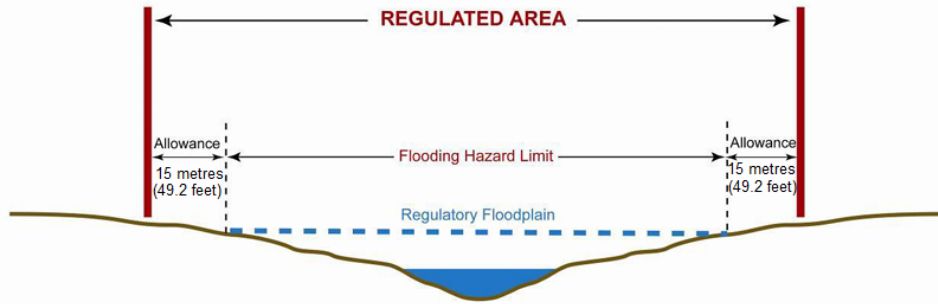 REGULATED AREA
Allowance
15 metres
(49.2 feet)
Flooding Hazard Limit
Allowance
15 metres
(49.2 feet)
Regulatory Floodplain